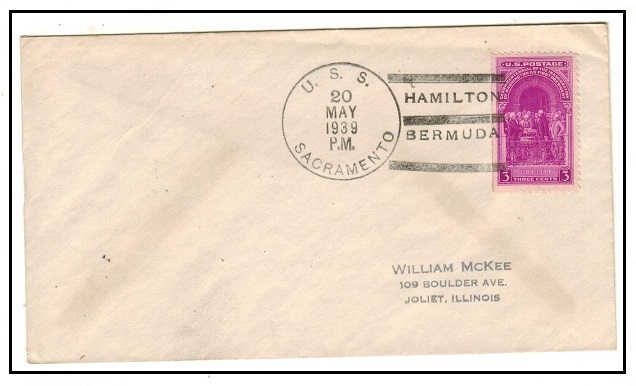 U. S. S.
20
MAY
1939
P.M.
SACRAMENTO
HAMILTON
BERMUDA
U.S. POSTAGE
3 THREE CENTS 3
WILLIAM MCKEE
109 BOULDER AVE.
JOLIET, ILLINOIS